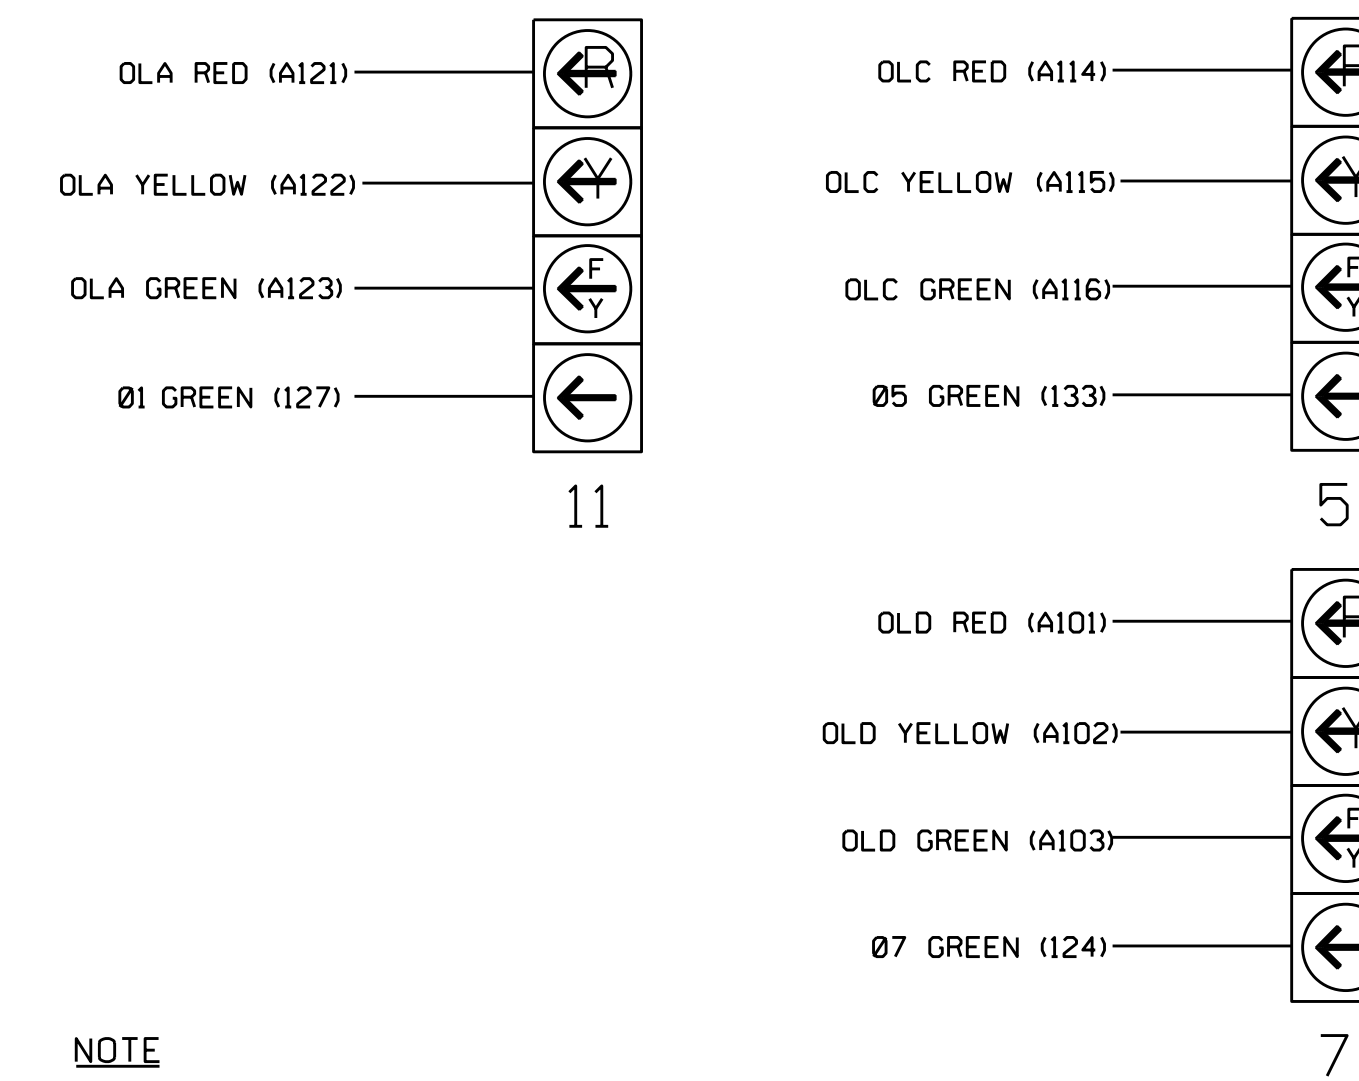 OLA RED (A121)
R
OLA YELLOW (A122)
Y
OLA GREEN (A123)
F
Y
Ø1 GREEN (127)
11
OLC RED (A114)
OLC YELLOW (A115)
OLC GREEN (A116)
F
Y
Ø5 GREEN (133)
5
OLD RED (A101)
OLD YELLOW (A102)
OLD GREEN (A103)
F
Y
Ø7 GREEN (124)
7
NOTE